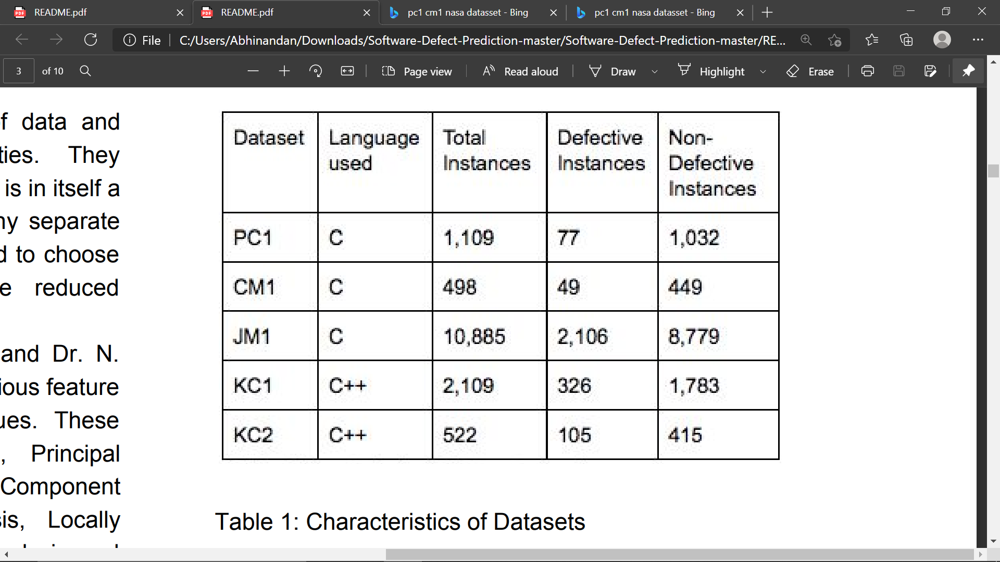 README.pdf
README.pdf
pc1 cm1 nasa datasset - Bing
pc1 cm1 nasa datasset - Bing
File
C:/Users/Abhinandan/Downloads/Software-Defect-Prediction-master/Software-Defect-Prediction-master/RE...
3 of 10
Page view
Read aloud
Draw
Highlight
Erase
f data and
ties. They
is in itself a
ny separate
d to choose
e reduced
and Dr. N.
ious feature
ues. These
, Principal
Component
sis, Locally
Dataset Language used Total Instances Defective Instances Non-Defective Instances
PC1 C 1,109 77 1,032
CM1 C 498 49 449
JM1 C 10,885 2,106 8,779
KC1 C++ 2,109 326 1,783
KC2 C++ 522 105 415
Table 1: Characteristics of Datasets